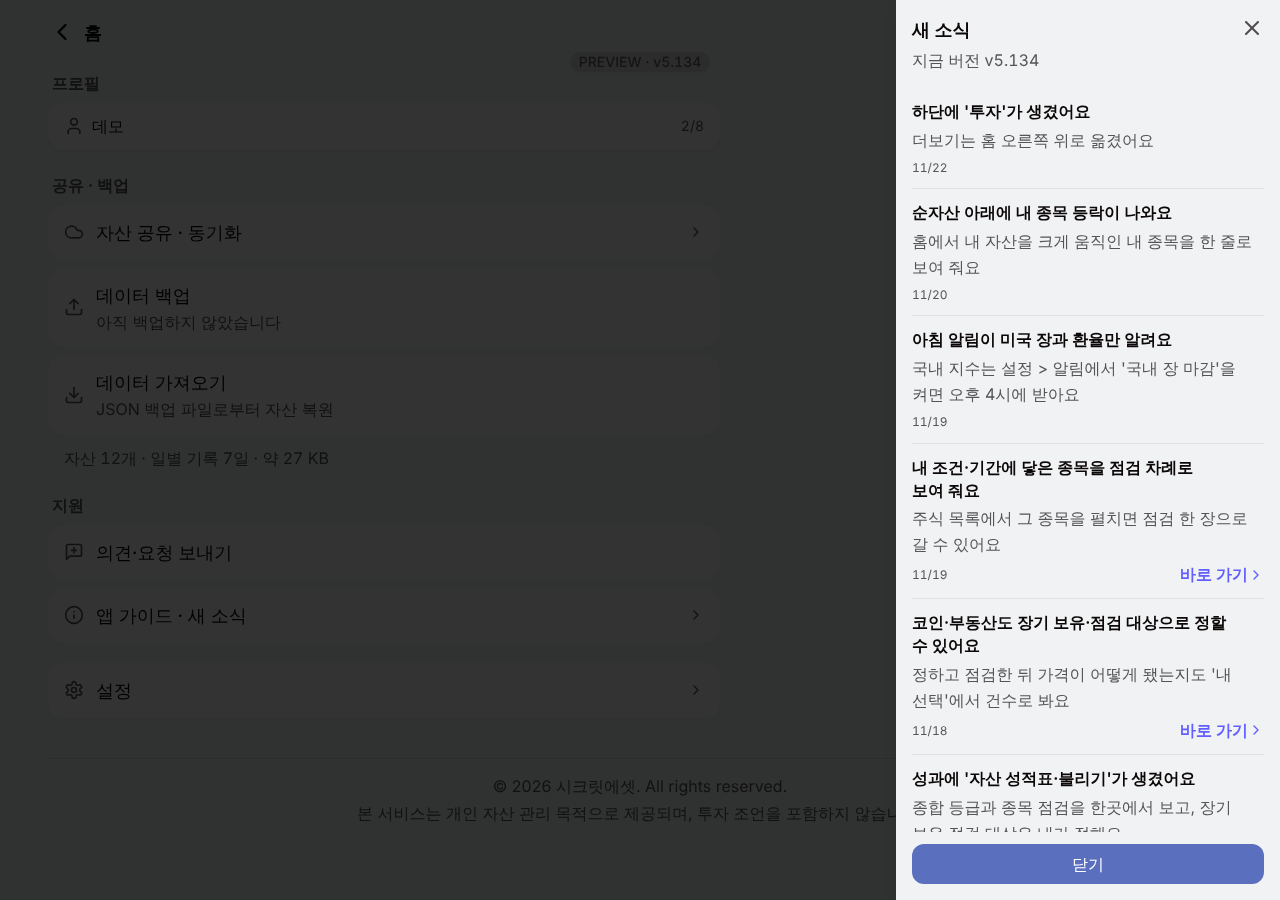 홈
PREVIEW · v5.134
프로필
데모
2/8
공유 · 백업
자산 공유 · 동기화
데이터 백업
아직 백업하지 않았습니다
데이터 가져오기
JSON 백업 파일로부터 자산 복원
자산 12개 · 일별 기록 7일 · 약 27 KB
지원
의견·요청 보내기
앱 가이드 · 새 소식
설정
© 2026 시크릿에셋. All rights reserved.
본 서비스는 개인 자산 관리 목적으로 제공되며, 투자 조언을 포함하지 않습니
새 소식
지금 버전 v5.134
하단에 '투자'가 생겼어요
더보기는 홈 오른쪽 위로 옮겼어요
11/22
순자산 아래에 내 종목 등락이 나와요
홈에서 내 자산을 크게 움직인 내 종목을 한 줄로
보여 줘요
11/20
아침 알림이 미국 장과 환율만 알려요
국내 지수는 설정 > 알림에서 '국내 장 마감'을
켜면 오후 4시에 받아요
11/19
내 조건·기간에 닿은 종목을 점검 차례로
보여 줘요
주식 목록에서 그 종목을 펼치면 점검 한 장으로
갈 수 있어요
11/19
바로 가기
코인·부동산도 장기 보유·점검 대상으로 정할
수 있어요
정하고 점검한 뒤 가격이 어떻게 됐는지도 '내
선택'에서 건수로 봐요
11/18
바로 가기
성과에 '자산 성적표·불리기'가 생겼어요
종합 등급과 종목 점검을 한곳에서 보고, 장기
보유·점검 대상은 내가 정해요
닫기